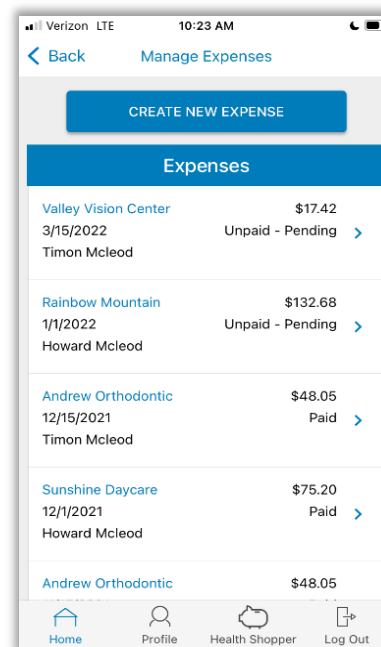 Verizon LTE 10:23 AM
Back Manage Expenses
CREATE NEW EXPENSE
Expenses
Valley Vision Center $17.42
3/15/2022 Unpaid - Pending
Timon Mcleod
Rainbow Mountain $132.68
1/1/2022 Unpaid - Pending
Howard Mcleod
Andrew Orthodontic $48.05
12/15/2021 Paid
Timon Mcleod
Sunshine Daycare $75.20
12/1/2021 Paid
Howard Mcleod
Andrew Orthodontic $48.05
Home Profile Health Shopper Log Out